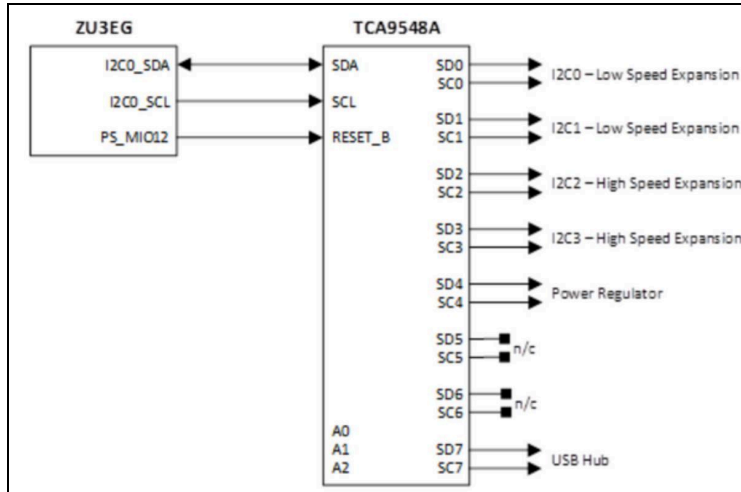 ZU3EG
TCA9548A
I2C0_SDA
I2C0_SCL
PS_MIO12
SDA
SCL
RESET_B
A0
A1
A2
SD0
SC0
I2C0 – Low Speed Expansion
SD1
SC1
I2C1 – Low Speed Expansion
SD2
SC2
I2C2 – High Speed Expansion
SD3
SC3
I2C3 – High Speed Expansion
SD4
SC4
Power Regulator
SD5
SC5
n/c
SD6
SC6
n/c
SD7
SC7
USB Hub